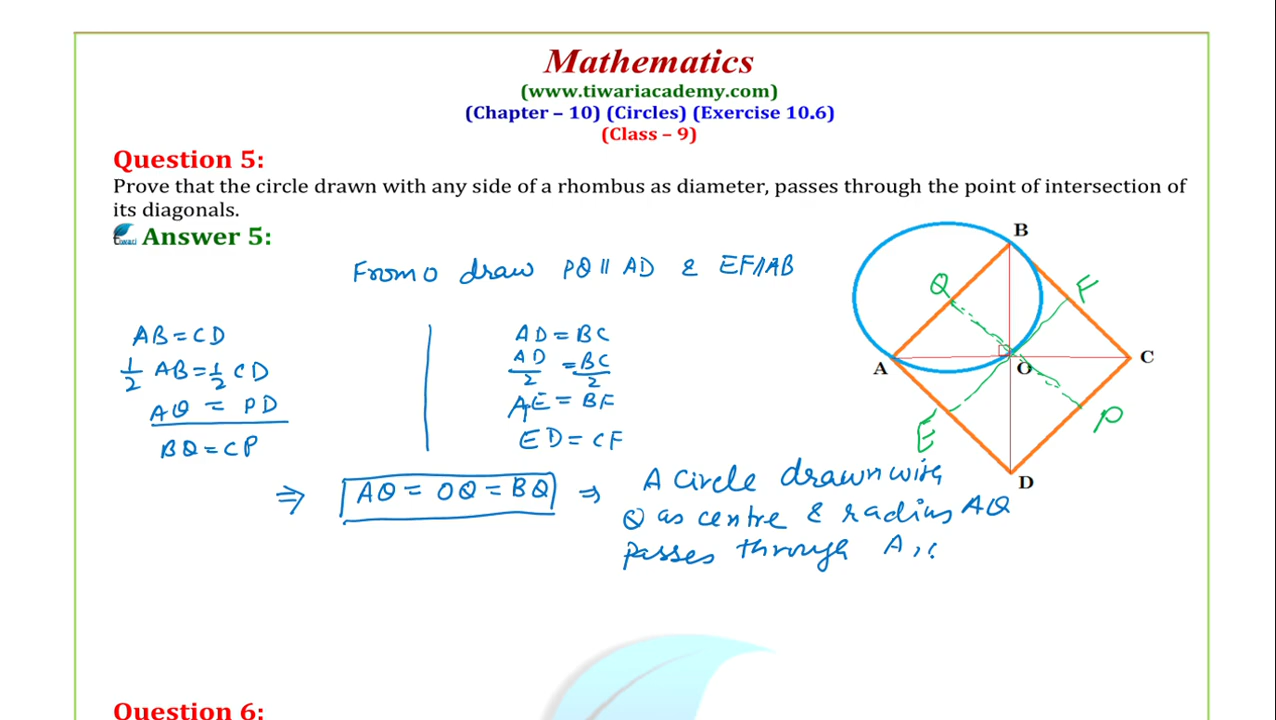 Mathematics
(www.tiwariacademy.com)
(Chapter – 10) (Circles) (Exercise 10.6)
(Class – 9)
Question 5:
Prove that the circle drawn with any side of a rhombus as diameter, passes through the point of intersection of
its diagonals.
Answer 5:
From O draw PQ || AD & EF//AB
AB = CD
1/2 AB = 1/2 CD
AQ = PD
BQ = CP
AD = BC
AD/2 = BC/2
AE = BF
ED = CF
⇒ AQ = OQ = BQ ⇒
A circle drawn with
Q as centre & radius AQ
passes through A,
B
Q
F
A
O
C
E
P
D
Question 6: